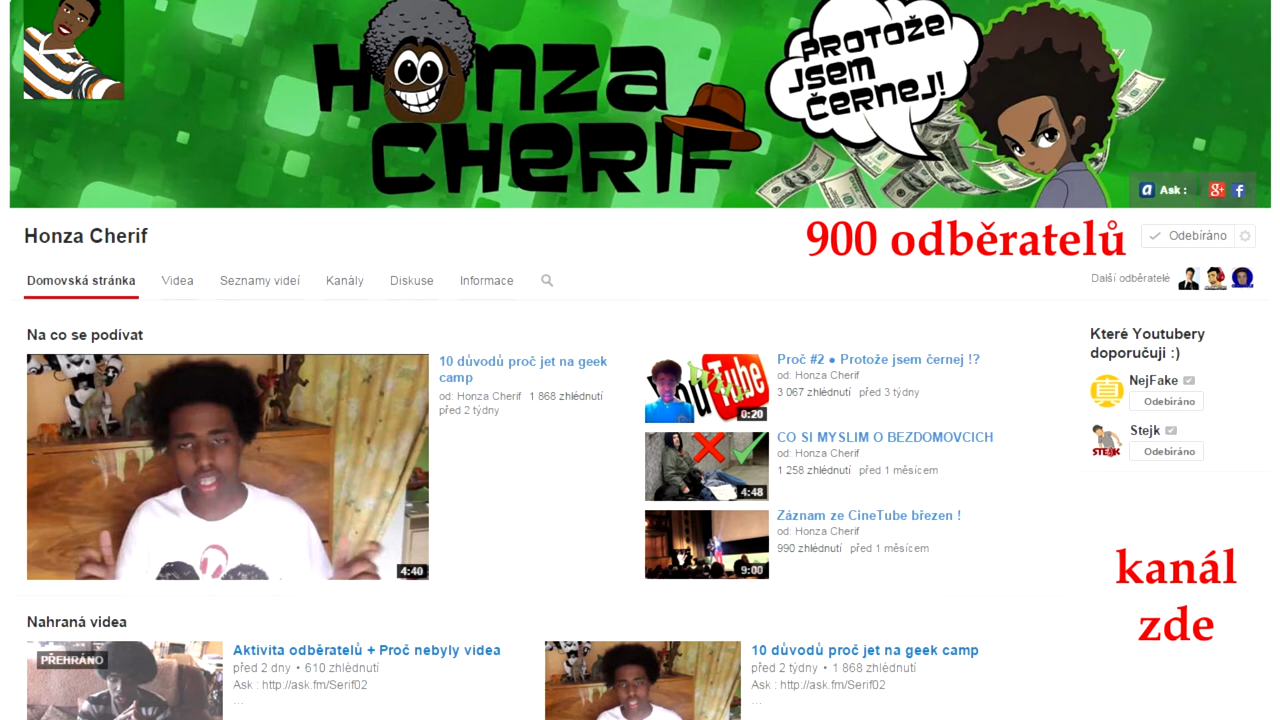 HONZA
CHERIF
PROTOŽE
JSEM
ČERNEJ!
Ask :
Honza Cherif
900 odběratelů
Odebíráno
Domovská stránka
Videa
Seznamy videí
Kanály
Diskuse
Informace
Další odběratelé
Na co se podívat
4:40
10 důvodů proč jet na geek
camp
od: Honza Cherif 1 868 zhlédnutí
před 2 týdny
You Tube
0:20
Proč #2 ● Protože jsem černej !?
od: Honza Cherif
3 067 zhlédnutí před 3 týdny
4:48
CO SI MYSLIM O BEZDOMOVCICH
od: Honza Cherif
1 258 zhlédnutí před 1 měsícem
9:00
Záznam ze CineTube březen !
od: Honza Cherif
990 zhlédnutí před 1 měsícem
Které Youtubery
doporučuji :)
NejFake
Odebíráno
Stejk
Odebíráno
kanál
zde
Nahraná videa
PŘEHRÁNO
Aktivita odběratelů + Proč nebyly videa
před 2 dny • 610 zhlédnutí
Ask : http://ask.fm/Serif02
...
10 důvodů proč jet na geek camp
před 2 týdny • 1 868 zhlédnutí
Ask : http://ask.fm/Serif02
...